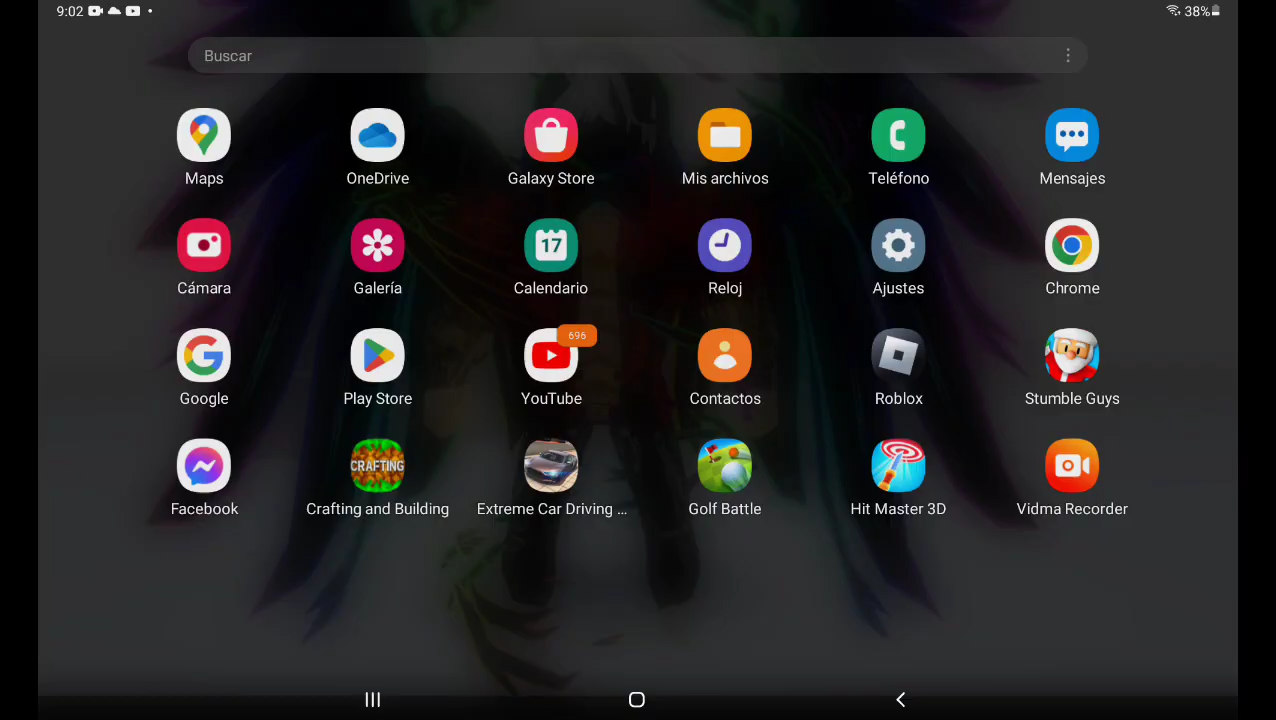 9:02
38%
Buscar
Maps
OneDrive
Galaxy Store
Mis archivos
Teléfono
Mensajes
17
Cámara
Galería
Calendario
Reloj
Ajustes
Chrome
696
Google
Play Store
YouTube
Contactos
Roblox
Stumble Guys
CRAFTING
Facebook
Crafting and Building
Extreme Car Driving ...
Golf Battle
Hit Master 3D
Vidma Recorder